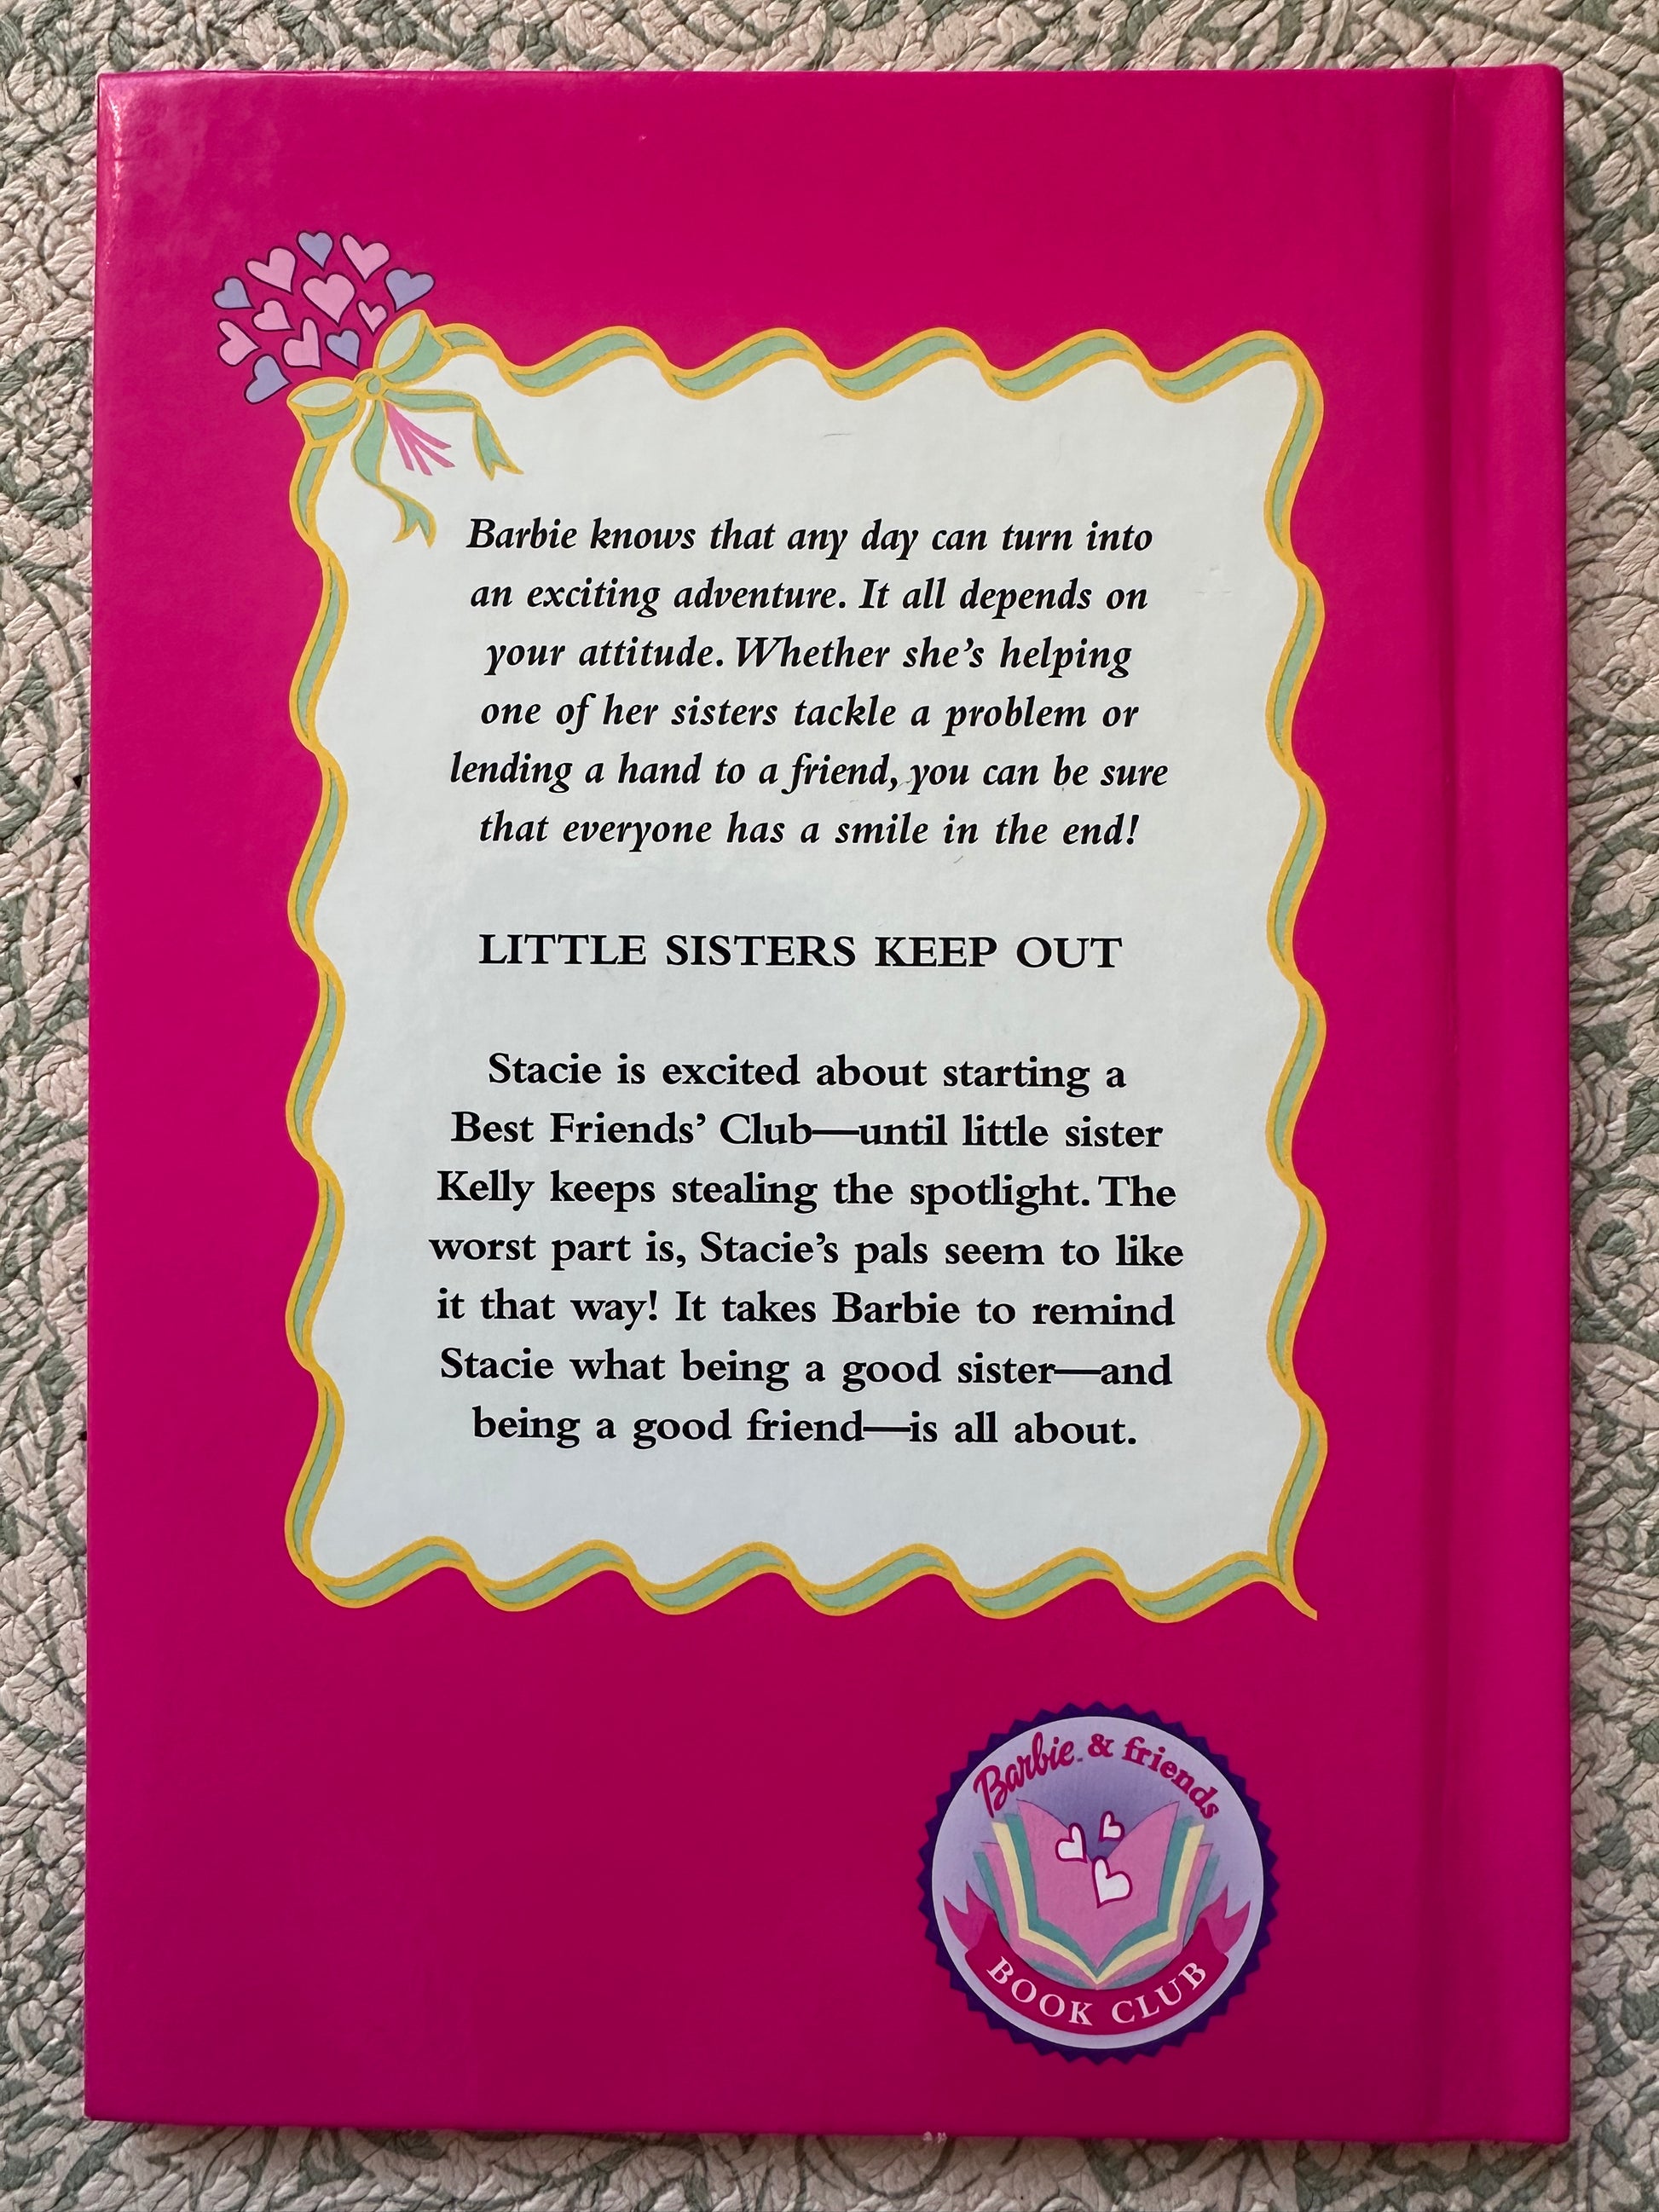 Barbie knows that any day can turn into
an exciting adventure. It all depends on
your attitude. Whether she’s helping
one of her sisters tackle a problem or
lending a hand to a friend, you can be sure
that everyone has a smile in the end!
LITTLE SISTERS KEEP OUT
Stacie is excited about starting a
Best Friends’ Club—until little sister
Kelly keeps stealing the spotlight. The
worst part is, Stacie’s pals seem to like
it that way! It takes Barbie to remind
Stacie what being a good sister—and
being a good friend—is all about.
Barbie™ & friends
BOOK CLUB